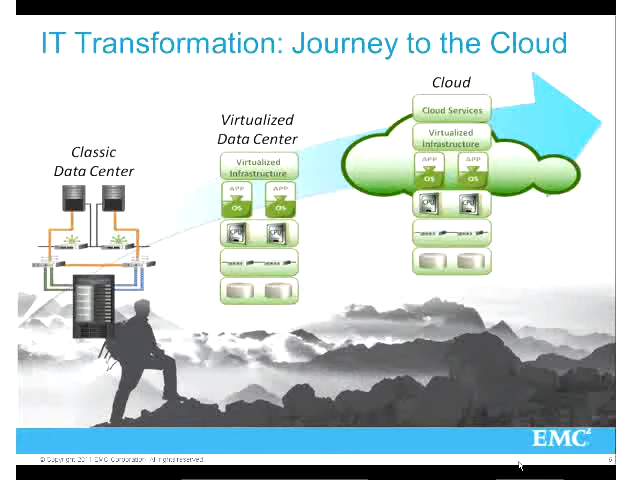 IT Transformation: Journey to the Cloud
Cloud
Cloud Services
Virtualized
Infrastructure
APP
APP
OS
OS
CPU
CPU
Virtualized
Data Center
Virtualized
Infrastructure
APP
APP
OS
OS
CPU
CPU
Classic
Data Center
EMC²
© Copyright 2011 EMC Corporation. All rights reserved.
6